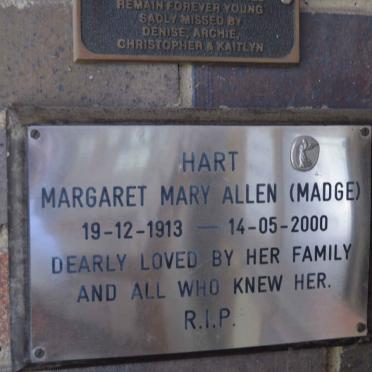 REMAIN FOREVER YOUNG
SADLY MISSED BY
DENISE, ARCHIE,
CHRISTOPHER & KAITLYN
HART
MARGARET MARY ALLEN (MADGE)
19-12-1913 — 14-05-2000
DEARLY LOVED BY HER FAMILY
AND ALL WHO KNEW HER.
R.I.P.